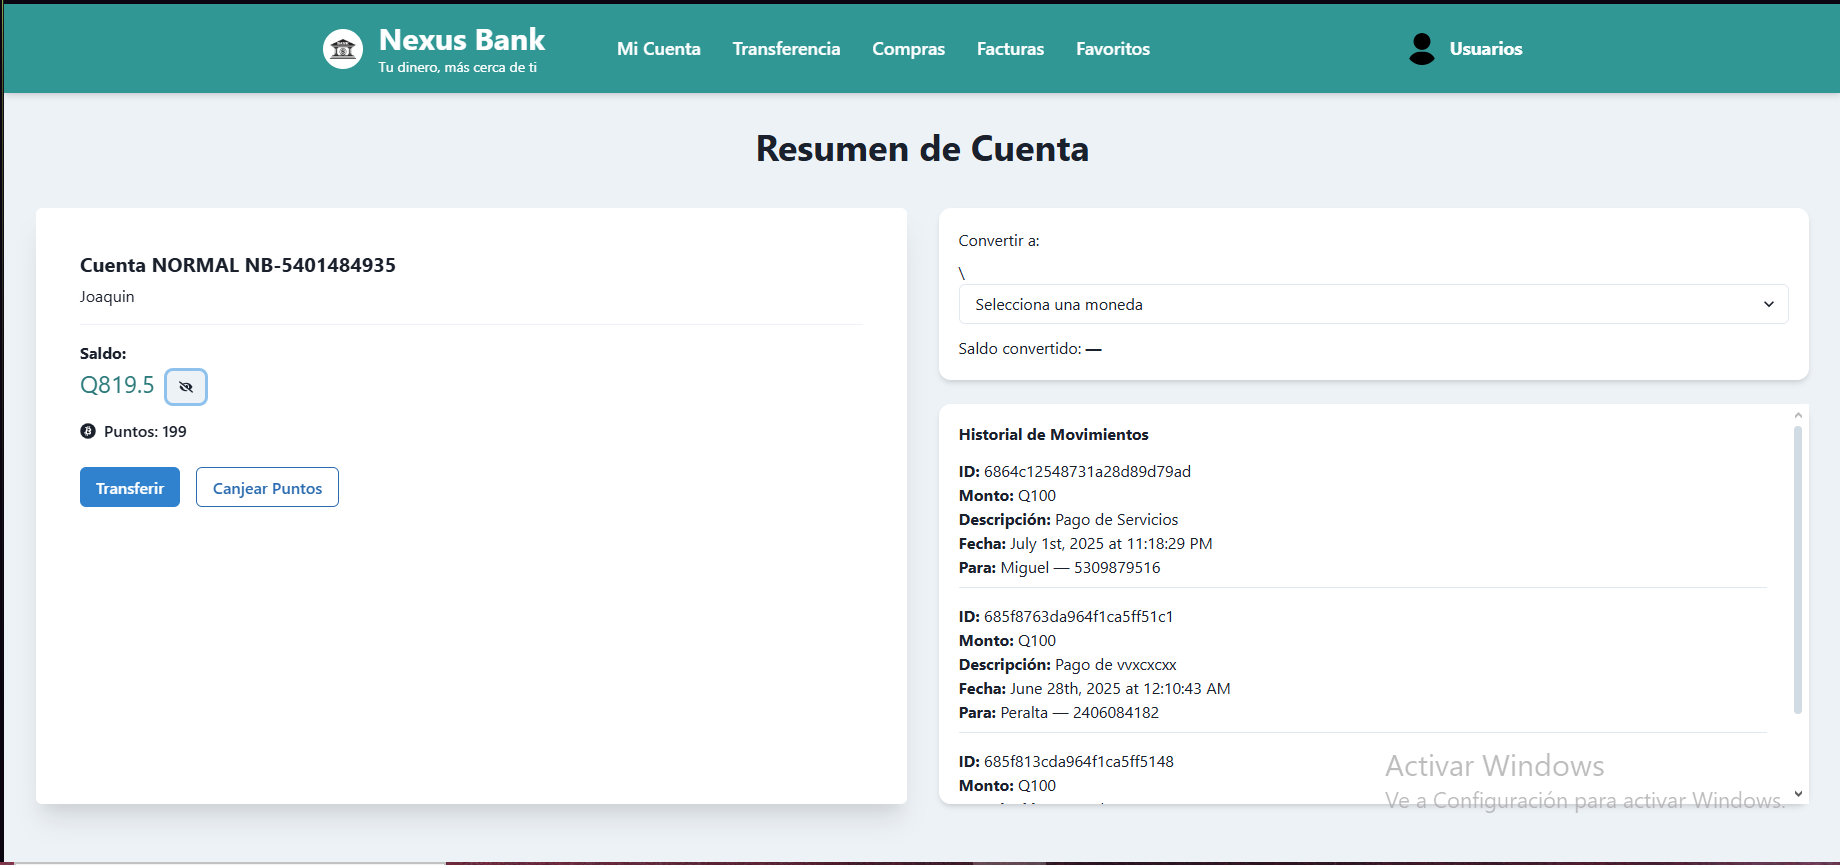 Nexus Bank
Tu dinero, más cerca de ti
Mi Cuenta
Transferencia
Compras
Facturas
Favoritos
Usuarios
Resumen de Cuenta
Cuenta NORMAL NB-5401484935
Joaquin
Saldo:
Q819.5
Puntos: 199
Transferir
Canjear Puntos
Convertir a:
\
Selecciona una moneda
Saldo convertido: —
Historial de Movimientos
ID: 6864c12548731a28d89d79ad
Monto: Q100
Descripción: Pago de Servicios
Fecha: July 1st, 2025 at 11:18:29 PM
Para: Miguel — 5309879516
ID: 685f8763da964f1ca5ff51c1
Monto: Q100
Descripción: Pago de vvxcxcxx
Fecha: June 28th, 2025 at 12:10:43 AM
Para: Peralta — 2406084182
ID: 685f813cda964f1ca5ff5148
Monto: Q100
Activar Windows
Ve a Configuración para activar Windows.